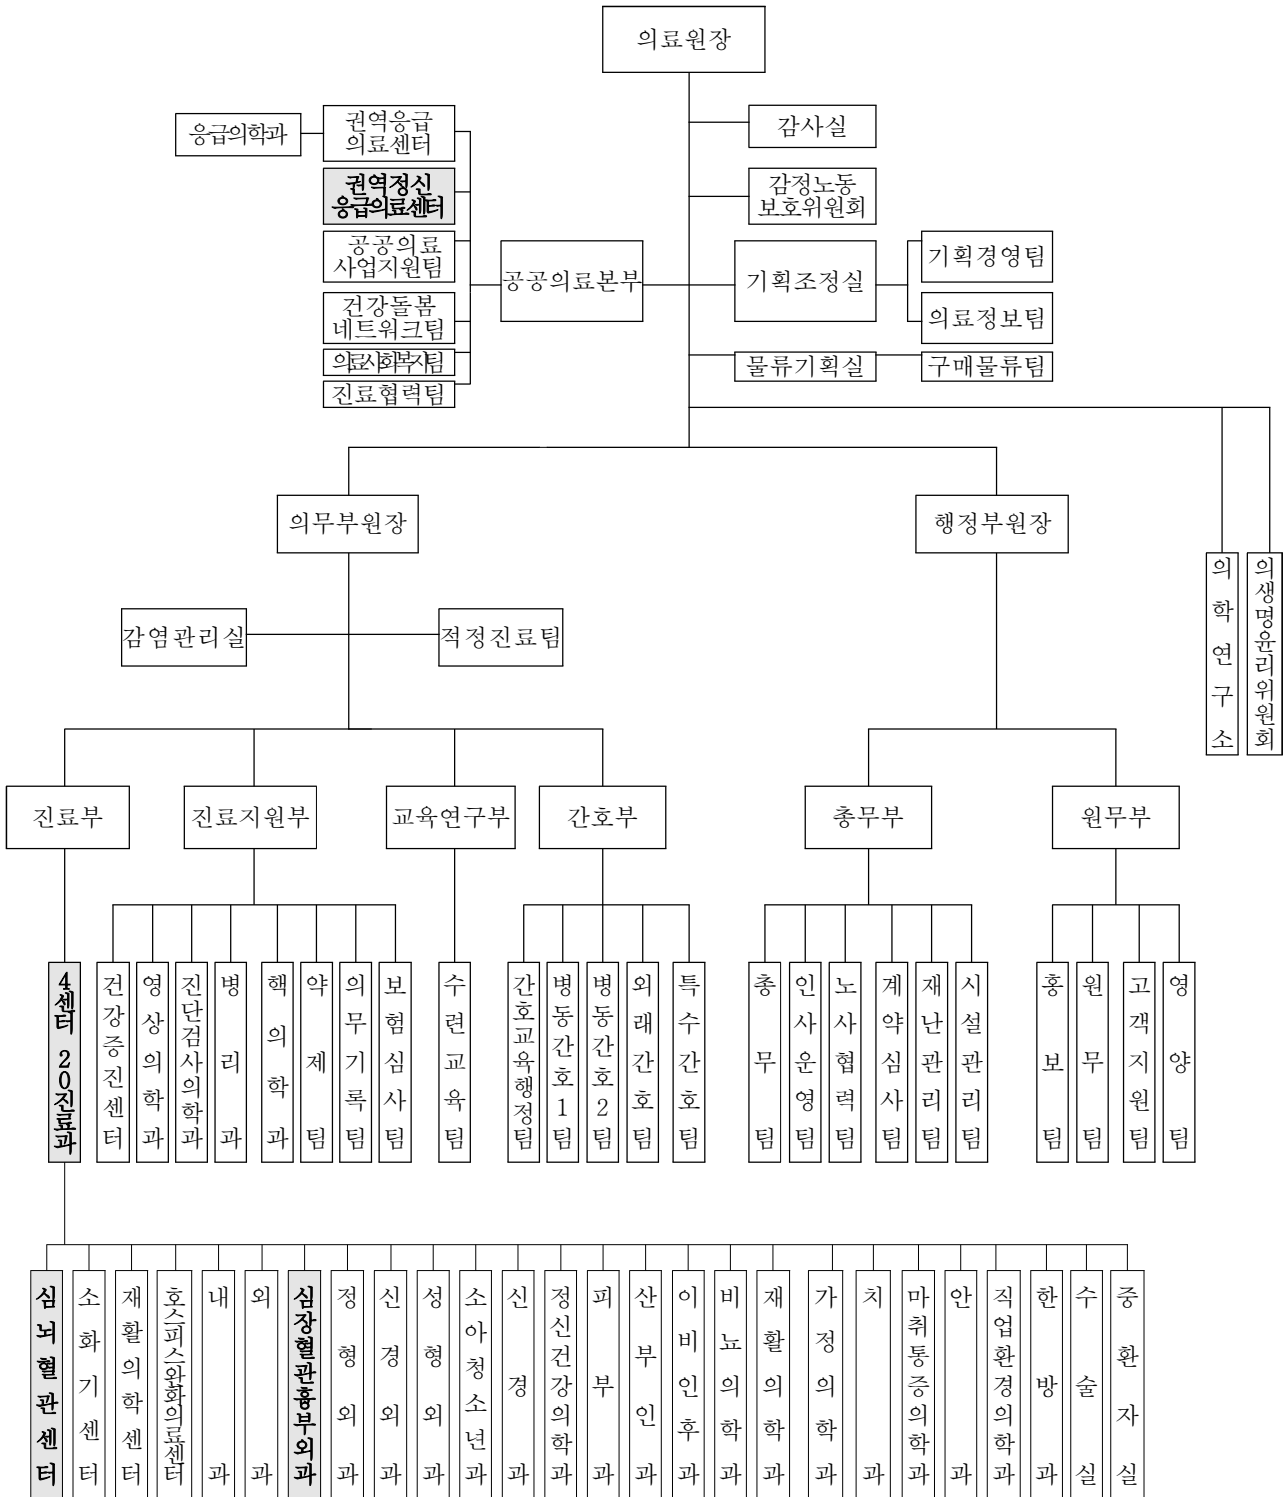 의료원장
감사실
응급의학과
권역응급
의료센터
권역정신
응급의료센터
감정노동
보호위원회
공공의료
사업지원팀
공공의료본부
기획조정실
기획경영팀
의료정보팀
건강돌봄
네트워크팀
의료사회복지팀
진료협력팀
물류기획실
구매물류팀
의무부원장
행정부원장
의학연구소
의생명윤리위원회
감염관리실
적정진료팀
진료부
진료지원부
교육연구부
간호부
총무부
원무부
4센터 20진료과
건강증진센터
영상의학과
진단검사의학과
병리과
핵의학과
약제팀
의무기록팀
보험심사팀
수련교육팀
간호교육행정팀
병동간호1팀
병동간호2팀
외래간호팀
특수간호팀
총무팀
인사운영팀
노사협력팀
계약심사팀
재난관리팀
시설관리팀
홍보팀
원무팀
고객지원팀
영양팀
심뇌혈관센터
소화기센터
재활의학센터
호스피스완화의료센터
내과
외과
심장혈관흉부외과
정형외과
신경외과
성형외과
소아청소년과
신경과
정신건강의학과
피부과
산부인과
이비인후과
비뇨의학과
재활의학과
가정의학과
치과
마취통증의학과
안과
직업환경의학과
한방과
수술실
중환자실